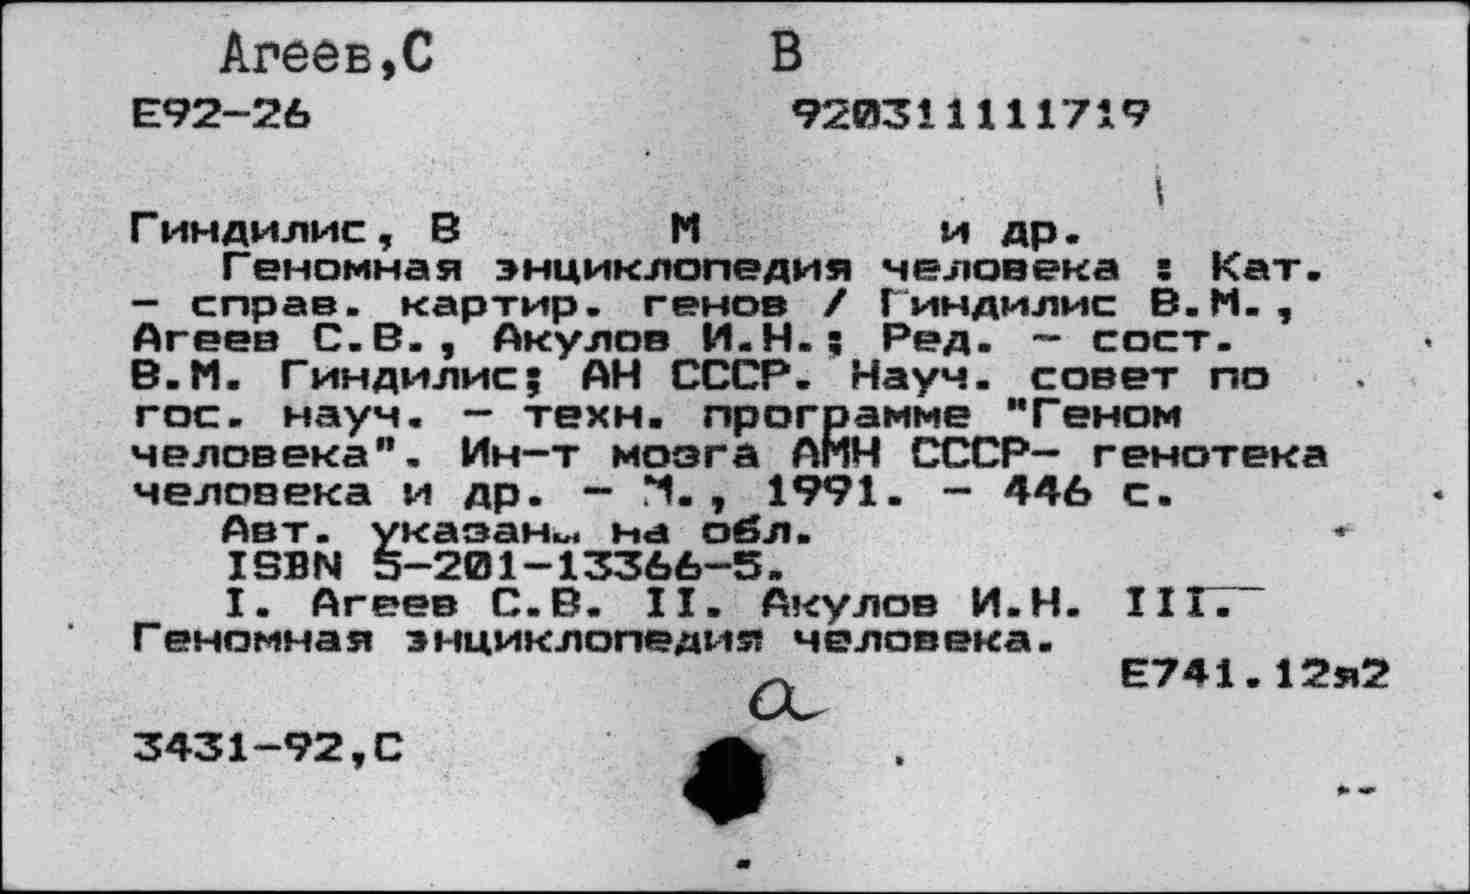 Агеев,С В
Е92-26 920311111719
Гиндилис, В М и др.
Геномная энциклопедия человека : Кат.
- справ. картир. генов / Гиндилис В.М.,
Агеев С.В., Акулов И.Н.; Ред. - сост.
В.М. Гиндилис; АН СССР. Науч. совет по
гос. науч. - техн. программе "Геном
человека". Ин-т мозга АМН СССР- генотека
человека и др. - М., 1991. - 446 с.
Авт. указаны на обл.
ISBN 5-201-13366-5.
I. Агеев С.В. II. Акулов И.Н. III.
Геномная энциклопедия человека.
Е741.12я2
а
3431-92,С